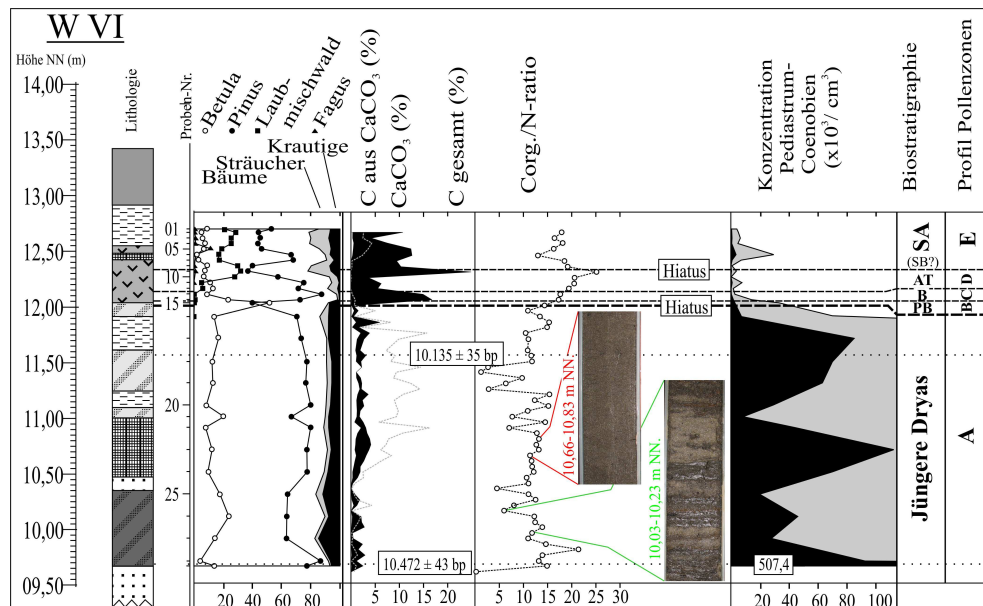 W VI
Höhe NN (m)
Lithologie
Proben-Nr.
Betula
Pinus
Laub-
mischwald
Fagus
Krautige
Sträucher
Bäume
C aus CaCO3 (%)
CaCO3 (%)
C gesamt (%)
Corg./N-ratio
Konzentration
Pediastrum-
Coenobien
(x10³/ cm³)
Biostratigraphie
Profil Pollenzonen
14,00
13,50
13,00
12,50
12,00
11,50
11,00
10,50
10,00
09,50
01
05
10
15
20
25
Hiatus
Hiatus
10.135 ± 35 bp
10.472 ± 43 bp
10,66-10,83 m NN.
10,03-10,23 m NN.
507,4
SA
(SB?)
AT
B
PB
Jüngere Dryas
E
D
BC
A
20 40 60 80
5 10 15 20
5 10 15 20 25 30
20 40 60 80 100